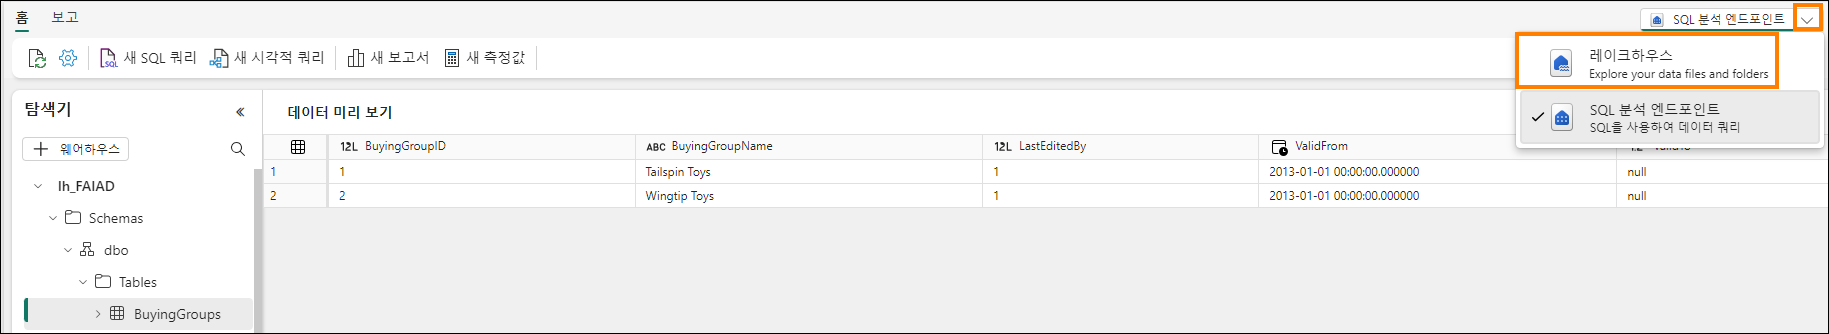 홈 보고
SQL 분석 엔드포인트
새 SQL 쿼리 새 시각적 쿼리 새 보고서 새 측정값
레이크하우스
Explore your data files and folders
SQL 분석 엔드포인트
SQL을 사용하여 데이터 쿼리
탐색기
웨어하우스
lh_FAIAD
Schemas
dbo
Tables
BuyingGroups
데이터 미리 보기
12L BuyingGroupID ABC BuyingGroupName 12L LastEditedBy ValidFrom
1 1 Tailspin Toys 1 2013-01-01 00:00:00.000000 null
2 2 Wingtip Toys 1 2013-01-01 00:00:00.000000 null